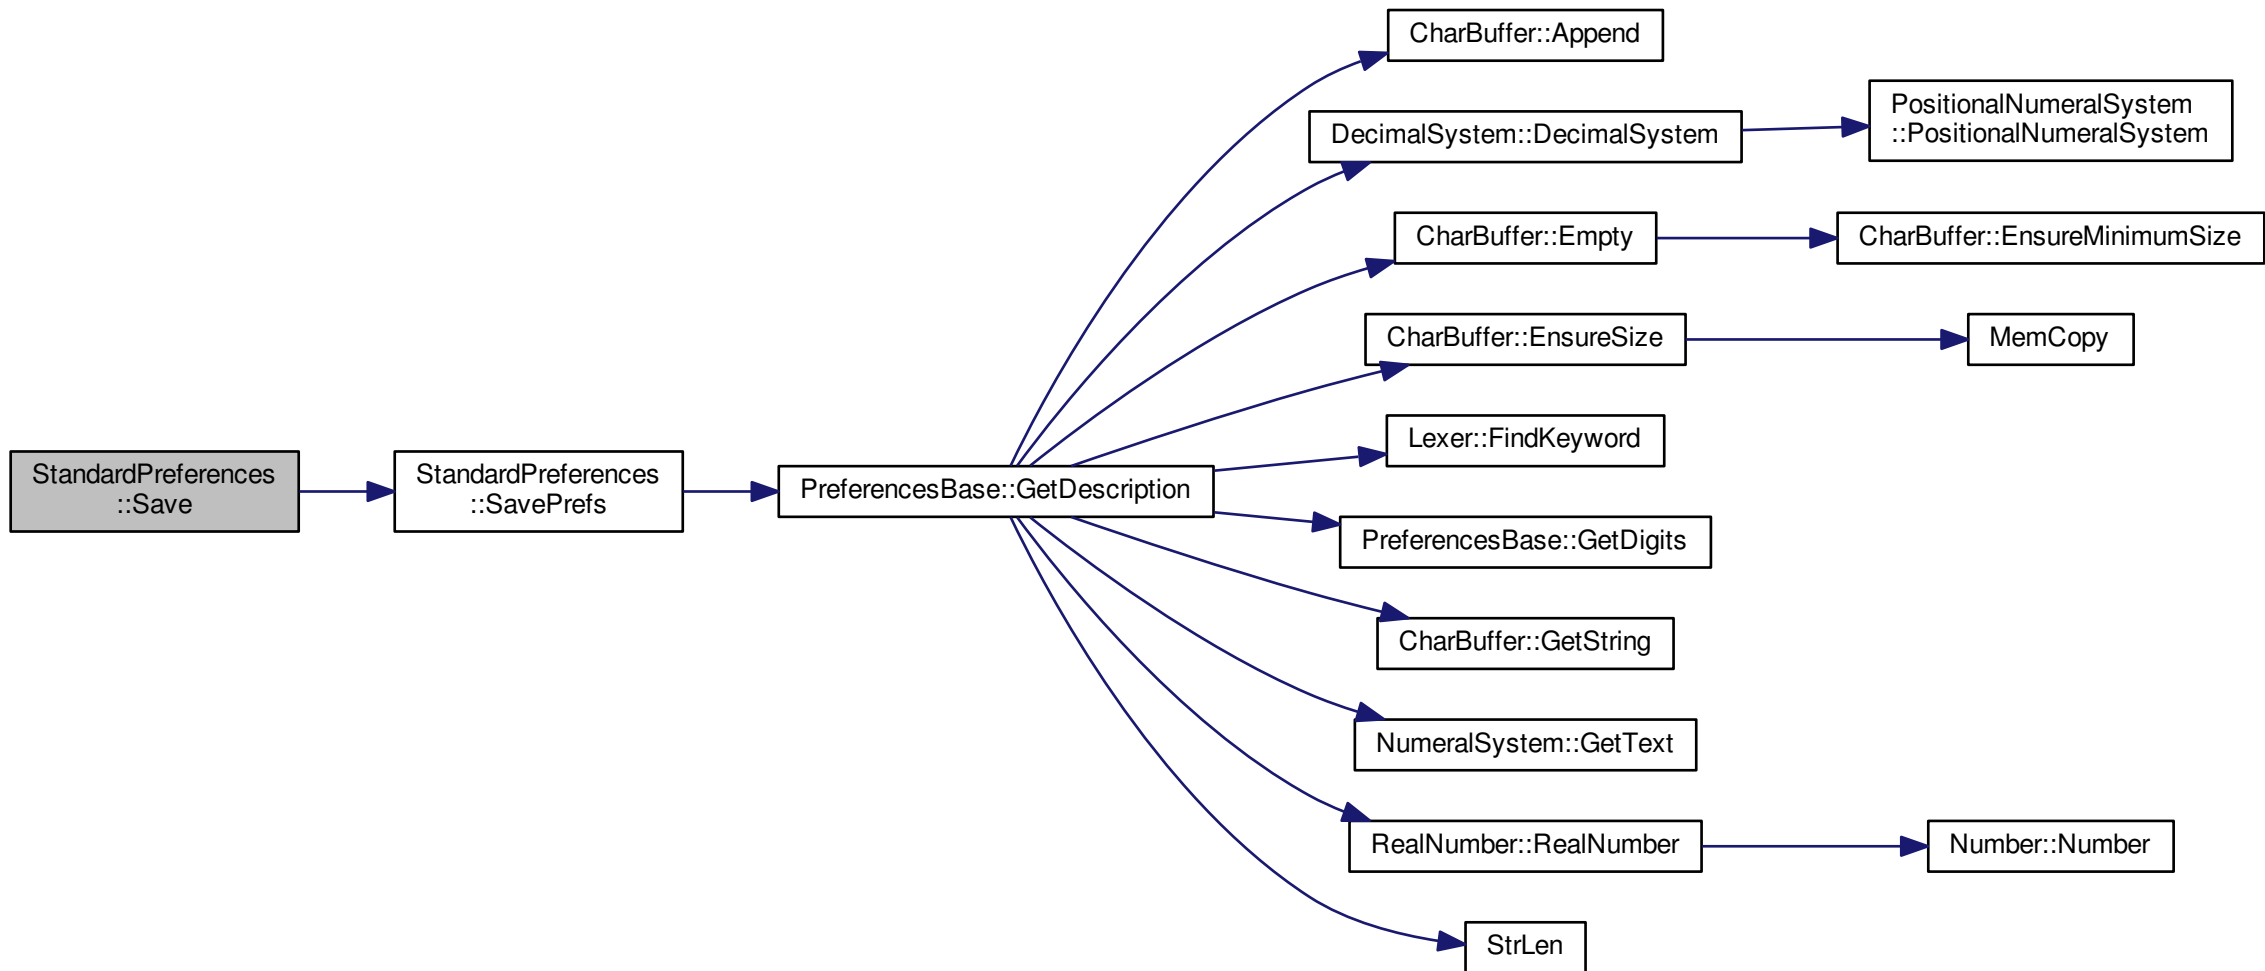 CharBuffer::Append
PositionalNumeralSystem
::PositionalNumeralSystem
DecimalSystem::DecimalSystem
CharBuffer::Empty
CharBuffer::EnsureMinimumSize
CharBuffer::EnsureSize
MemCopy
Lexer::FindKeyword
StandardPreferences
::Save
StandardPreferences
::SavePrefs
PreferencesBase::GetDescription
PreferencesBase::GetDigits
CharBuffer::GetString
NumeralSystem::GetText
RealNumber::RealNumber
Number::Number
StrLen